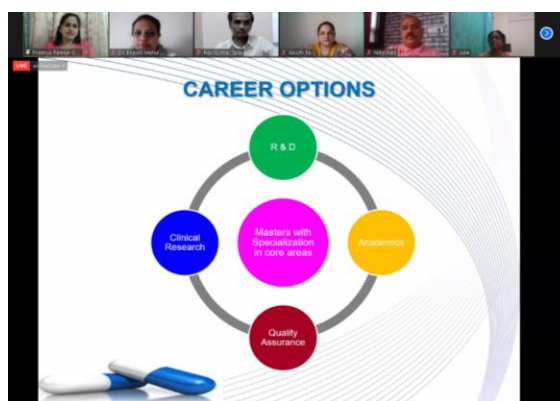 LIVE
CAREER OPTIONS
R & D
Clinical
Research
Masters with
Specialization
in core areas
Academics
Quality
Assurance